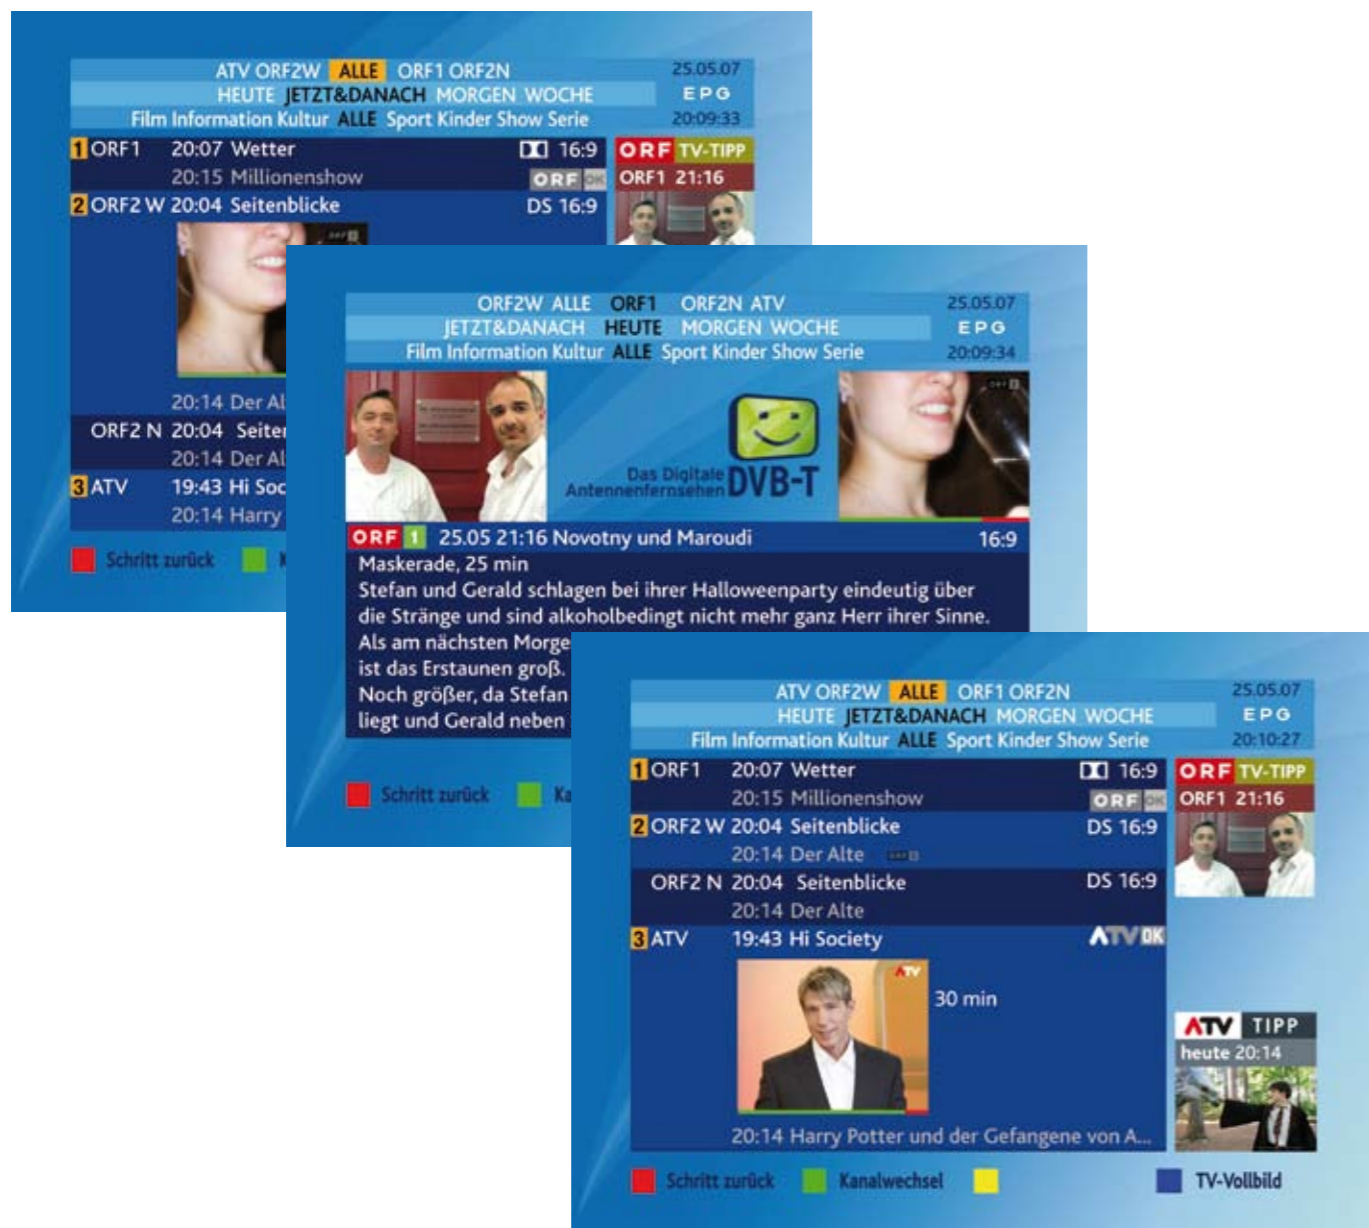 ATV ORF2W ALLE ORF1 ORF2N
25.05.07
HEUTE JETZT&DANACH MORGEN WOCHE
EPG
Film Information Kultur ALLE Sport Kinder Show Serie
20:09:33
1 ORF1 20:07 Wetter 16:9
ORF TV-TIPP
20:15 Millionenshow ORF OK
ORF1 21:16
2 ORF2 W 20:04 Seitenblicke DS 16:9
20:14 Der Al
ORF2 N 20:04 Seiter
20:14 Der Al
3 ATV 19:43 Hi Soc
20:14 Harry
Schritt zurück K
ORF2W ALLE ORF1 ORF2N ATV
25.05.07
JETZT&DANACH HEUTE MORGEN WOCHE
EPG
Film Information Kultur ALLE Sport Kinder Show Serie
20:09:34
Das Digitale
Antennenfernsehen DVB-T
ORF 1 25.05 21:16 Novotny und Maroudi 16:9
Maskerade, 25 min
Stefan und Gerald schlagen bei ihrer Halloweenparty eindeutig über
die Stränge und sind alkoholbedingt nicht mehr ganz Herr ihrer Sinne.
Als am nächsten Morge
ist das Erstaunen groß.
Noch größer, da Stefan
liegt und Gerald neben
Schritt zurück Ka
ATV ORF2W ALLE ORF1 ORF2N
25.05.07
HEUTE JETZT&DANACH MORGEN WOCHE
EPG
Film Information Kultur ALLE Sport Kinder Show Serie
20:10:27
1 ORF1 20:07 Wetter 16:9
ORF TV-TIPP
20:15 Millionenshow ORF OK
ORF1 21:16
2 ORF2 W 20:04 Seitenblicke DS 16:9
20:14 Der Alte
ORF2 N 20:04 Seitenblicke DS 16:9
20:14 Der Alte
3 ATV 19:43 Hi Society ATV OK
ATV
30 min
ATV TIPP
heute 20:14
20:14 Harry Potter und der Gefangene von A...
Schritt zurück Kanalwechsel TV-Vollbild